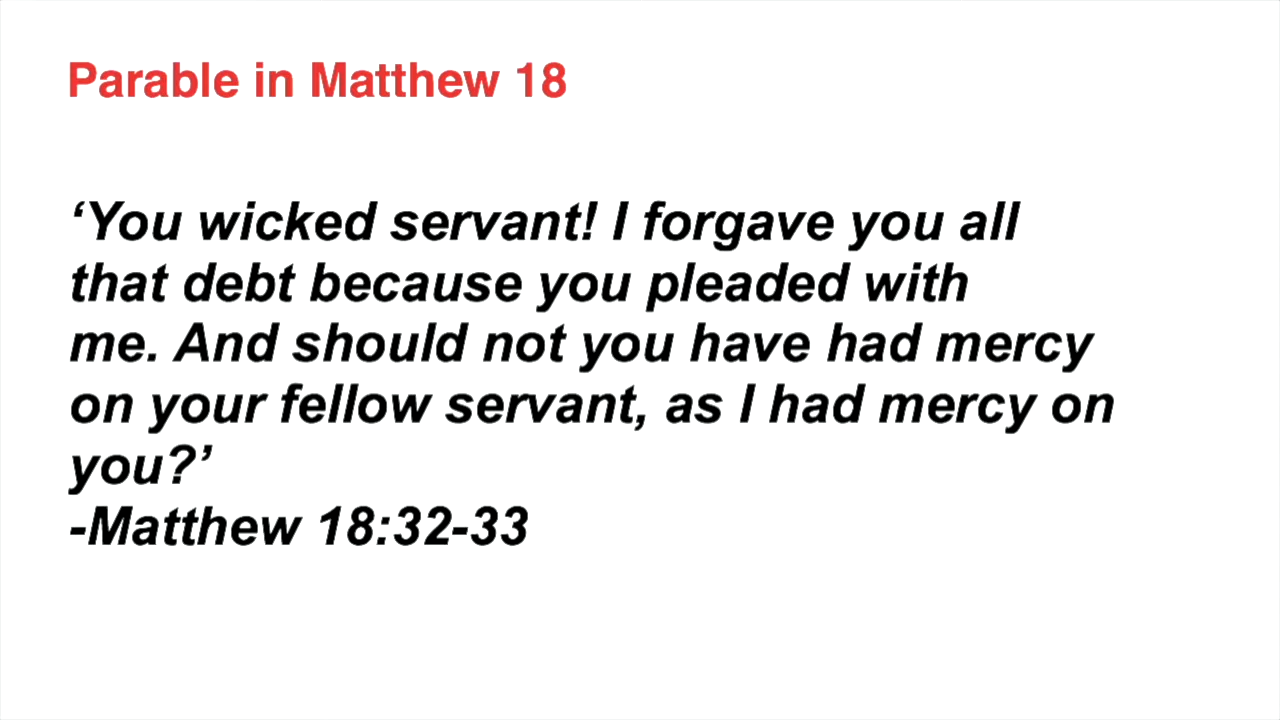 Parable in Matthew 18
‘You wicked servant! I forgave you all
that debt because you pleaded with
me. And should not you have had mercy
on your fellow servant, as I had mercy on
you?’
-Matthew 18:32-33